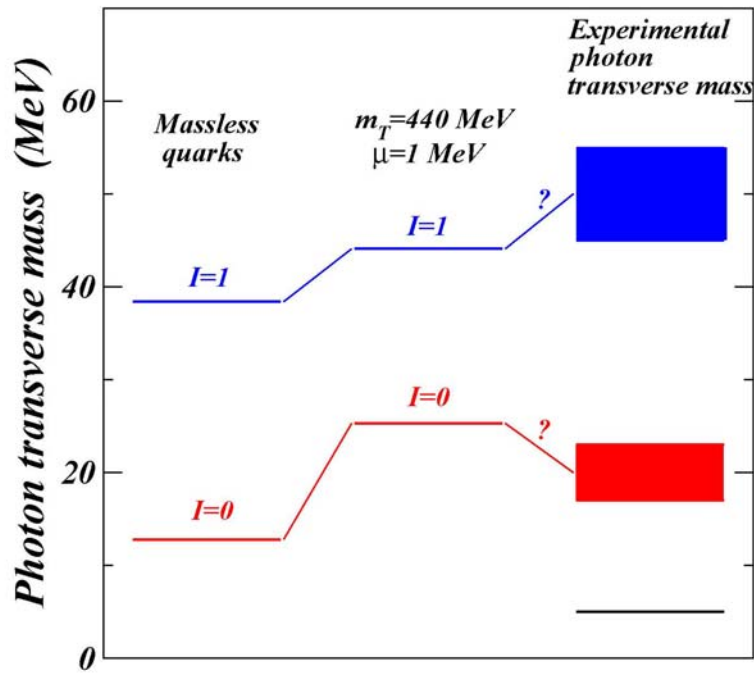 Experimental
photon
transverse mass
Massless
quarks
m_T=440 MeV
μ=1 MeV
Photon transverse mass (MeV)
60
40
20
0
?
I=1
I=1
I=0
?
I=0